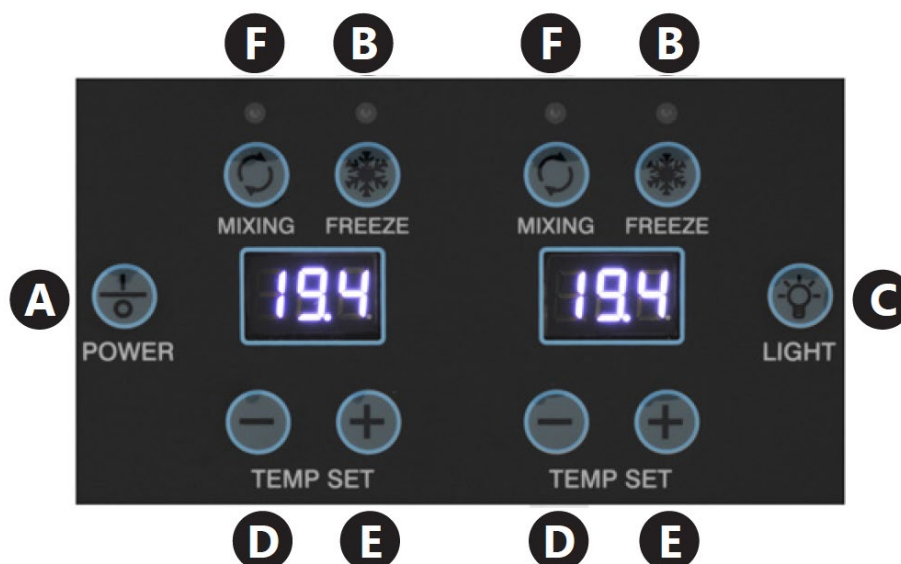 F B F B
MIXING FREEZE MIXING FREEZE
19.4 19.4
A C
POWER LIGHT
TEMP SET TEMP SET
D E D E